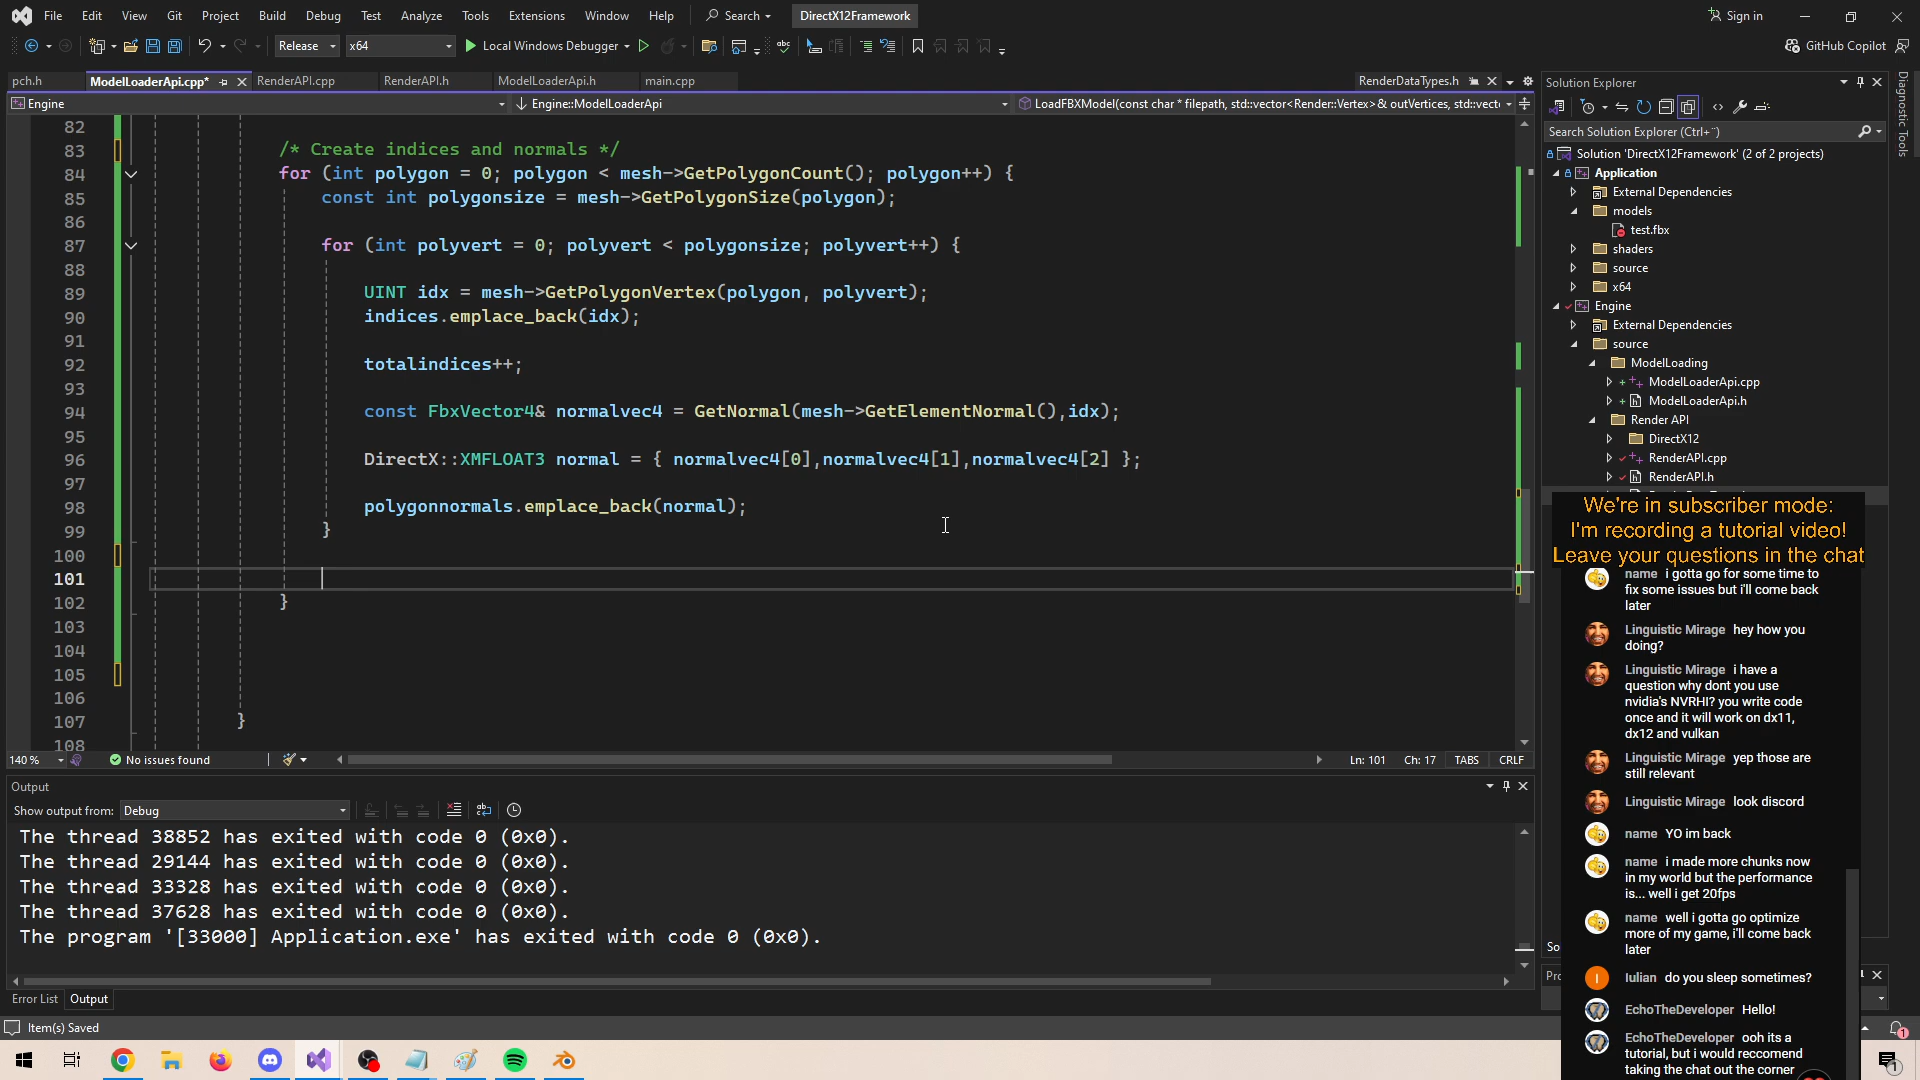 File Edit View Git Project Build Debug Test Analyze Tools Extensions Window Help Search DirectX12Framework Sign in
Release x64 Local Windows Debugger GitHub Copilot
pch.h ModelLoaderApi.cpp* RenderAPI.cpp RenderAPI.h ModelLoaderApi.h main.cpp RenderDataTypes.h
Engine Engine::ModelLoaderApi LoadFBXModel(const char * filepath, std::vector<Render::Vertex>& outVertices, std::vect
82
83 /* Create indices and normals */
84 for (int polygon = 0; polygon < mesh->GetPolygonCount(); polygon++) {
85 const int polygonsize = mesh->GetPolygonSize(polygon);
86
87 for (int polyvert = 0; polyvert < polygonsize; polyvert++) {
88
89 UINT idx = mesh->GetPolygonVertex(polygon, polyvert);
90 indices.emplace_back(idx);
91
92 totalindices++;
93
94 const FbxVector4& normalvec4 = GetNormal(mesh->GetElementNormal(),idx);
95
96 DirectX::XMFLOAT3 normal = { normalvec4[0],normalvec4[1],normalvec4[2] };
97
98 polygonnormals.emplace_back(normal);
99 }
100
101
102 }
103
104
105
106
107 }
108
140 % No issues found Ln: 101 Ch: 17 TABS CRLF
Output
Show output from: Debug
The thread 38852 has exited with code 0 (0x0).
The thread 29144 has exited with code 0 (0x0).
The thread 33328 has exited with code 0 (0x0).
The thread 37628 has exited with code 0 (0x0).
The program '[33000] Application.exe' has exited with code 0 (0x0).
Error List Output
Item(s) Saved
Solution Explorer
Search Solution Explorer (Ctrl+¨)
Solution 'DirectX12Framework' (2 of 2 projects)
Application
External Dependencies
models
test.fbx
shaders
source
x64
Engine
External Dependencies
source
ModelLoading
ModelLoaderApi.cpp
ModelLoaderApi.h
Render API
DirectX12
RenderAPI.cpp
RenderAPI.h
Diagnostic Tools
We're in subscriber mode:
I'm recording a tutorial video!
Leave your questions in the chat
name i gotta go for some time to
fix some issues but i'll come back
later
Linguistic Mirage hey how you
doing?
Linguistic Mirage i have a
question why dont you use
nvidia's NVRHI? you write code
once and it will work on dx11,
dx12 and vulkan
Linguistic Mirage yep those are
still relevant
Linguistic Mirage look discord
name YO im back
name i made more chunks now
in my world but the performance
is... well i get 20fps
name well i gotta go optimize
more of my game, i'll come back
later
So
Pro
Iulian do you sleep sometimes?
EchoTheDeveloper Hello!
EchoTheDeveloper ooh its a
tutorial, but i would reccomend
taking the chat out the corner
1
1